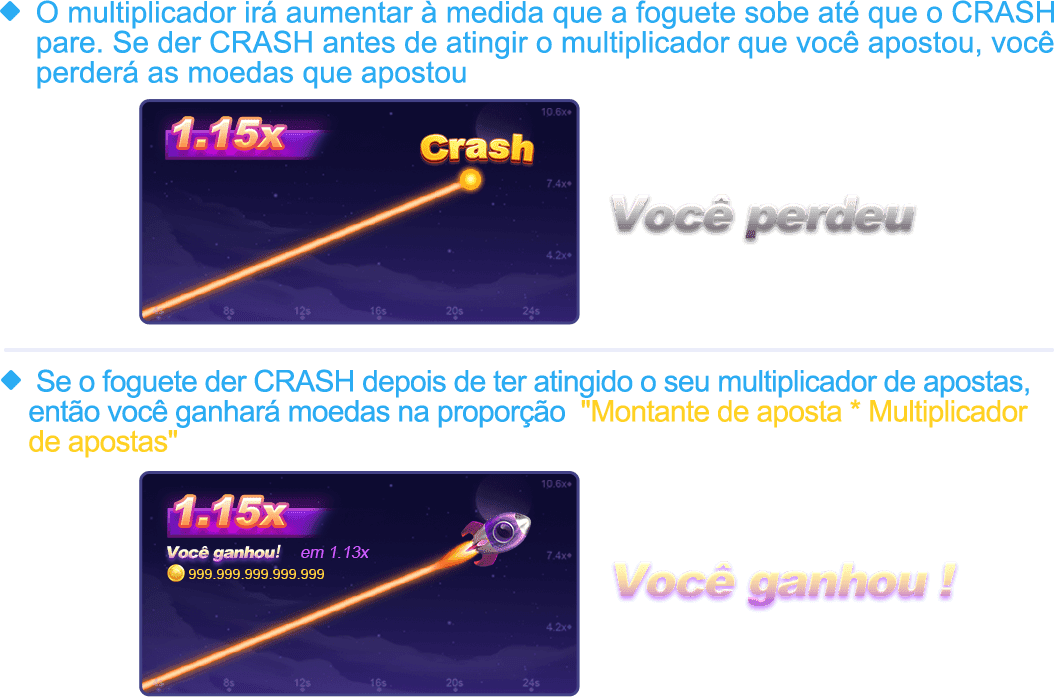 O multiplicador irá aumentar à medida que a foguete sobe até que o CRASH
pare. Se der CRASH antes de atingir o multiplicador que você apostou, você
perderá as moedas que apostou
10.6x
1.15x
Crash
7.4x
Você perdeu
4.2x
8s 12s 16s 20s 24s
Se o foguete der CRASH depois de ter atingido o seu multiplicador de apostas,
então você ganhará moedas na proporção "Montante de aposta * Multiplicador
de apostas"
10.6x
1.15x
Você ganhou! em 1.13x
7.4x
999.999.999.999.999
Você ganhou !
4.2x
8s 12s 16s 20s 24s